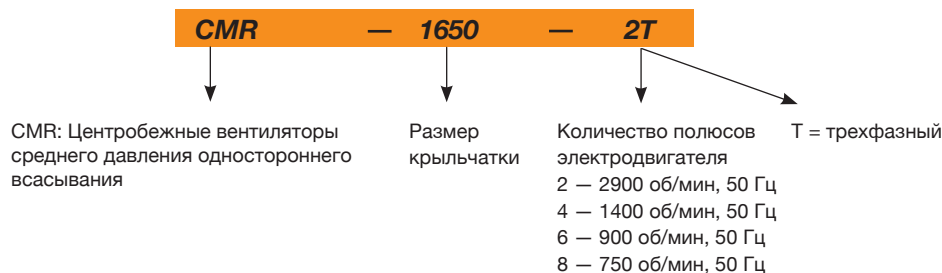 CMR — 1650 — 2T
CMR: Центробежные вентиляторы
среднего давления одностороннего
всасывания
Размер
крыльчатки
Количество полюсов
электродвигателя
2 — 2900 об/мин, 50 Гц
4 — 1400 об/мин, 50 Гц
6 — 900 об/мин, 50 Гц
8 — 750 об/мин, 50 Гц
T = трехфазный